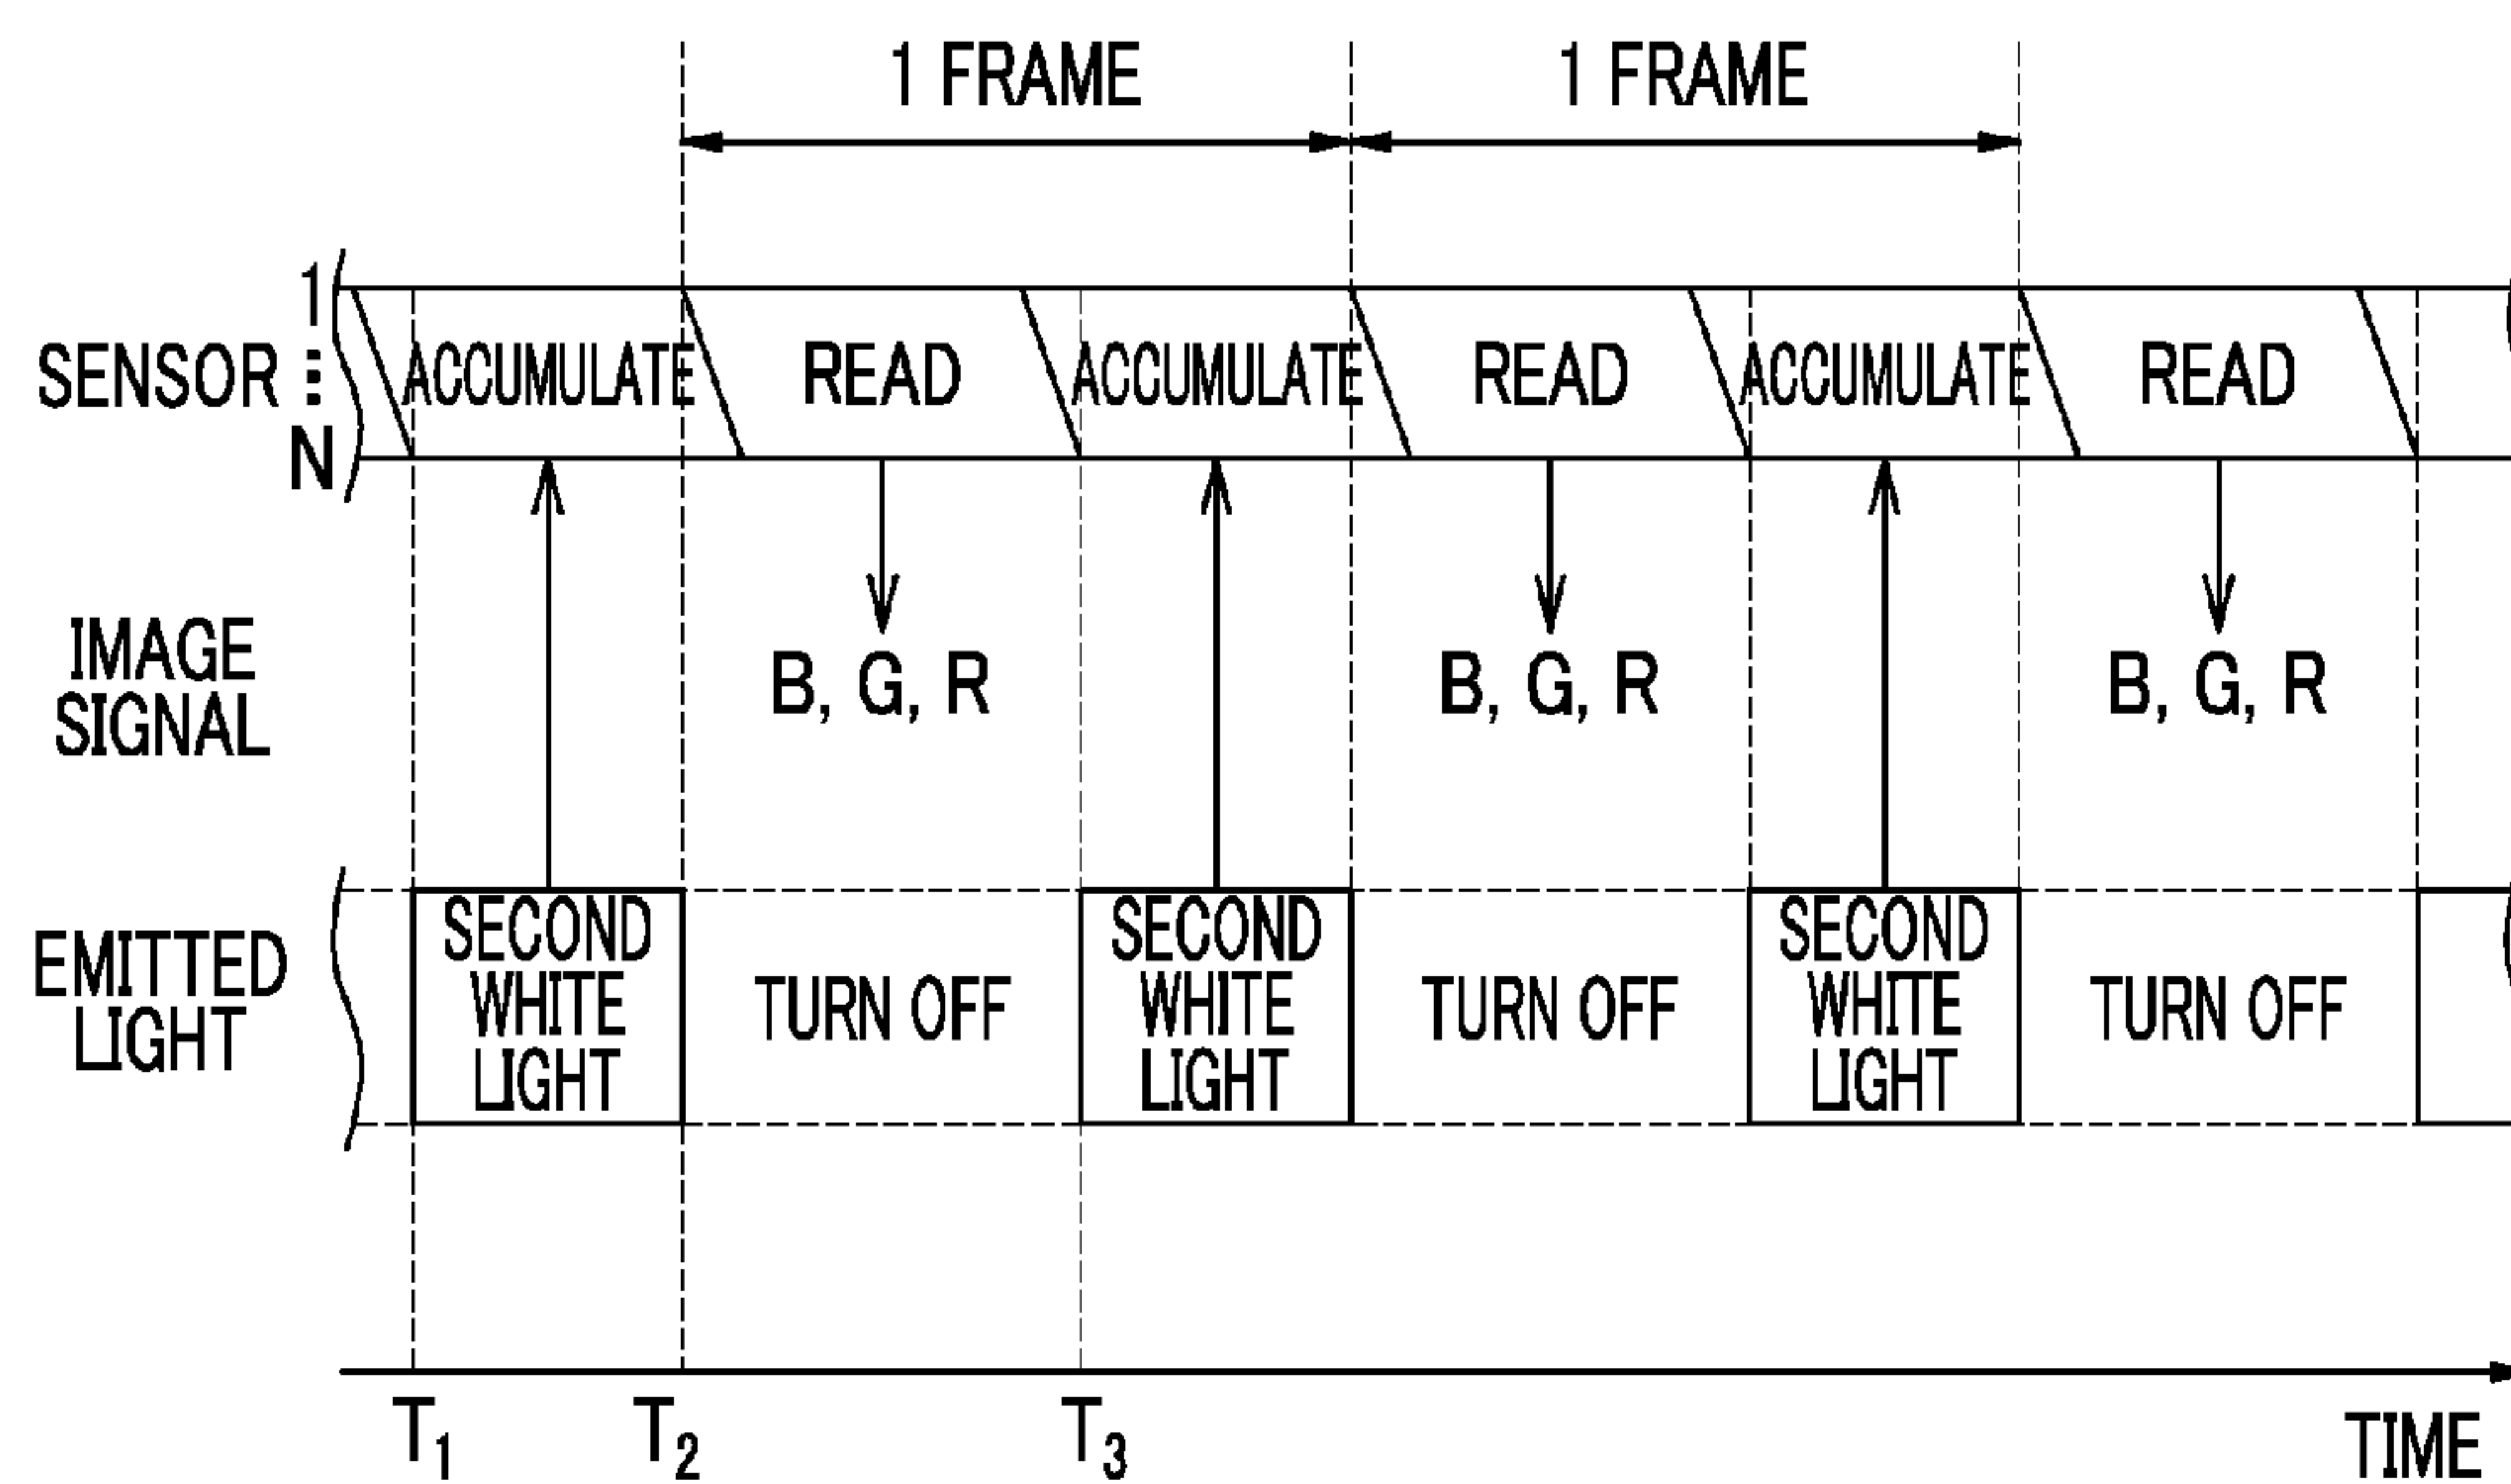 1 FRAME 1 FRAME
1
SENSOR ACCUMULATE READ ACCUMULATE READ ACCUMULATE READ
N
IMAGE
SIGNAL
B, G, R B, G, R B, G, R
EMITTED
LIGHT
SECOND
WHITE
LIGHT
TURN OFF
SECOND
WHITE
LIGHT
TURN OFF
SECOND
WHITE
LIGHT
TURN OFF
T1 T2 T3
TIME